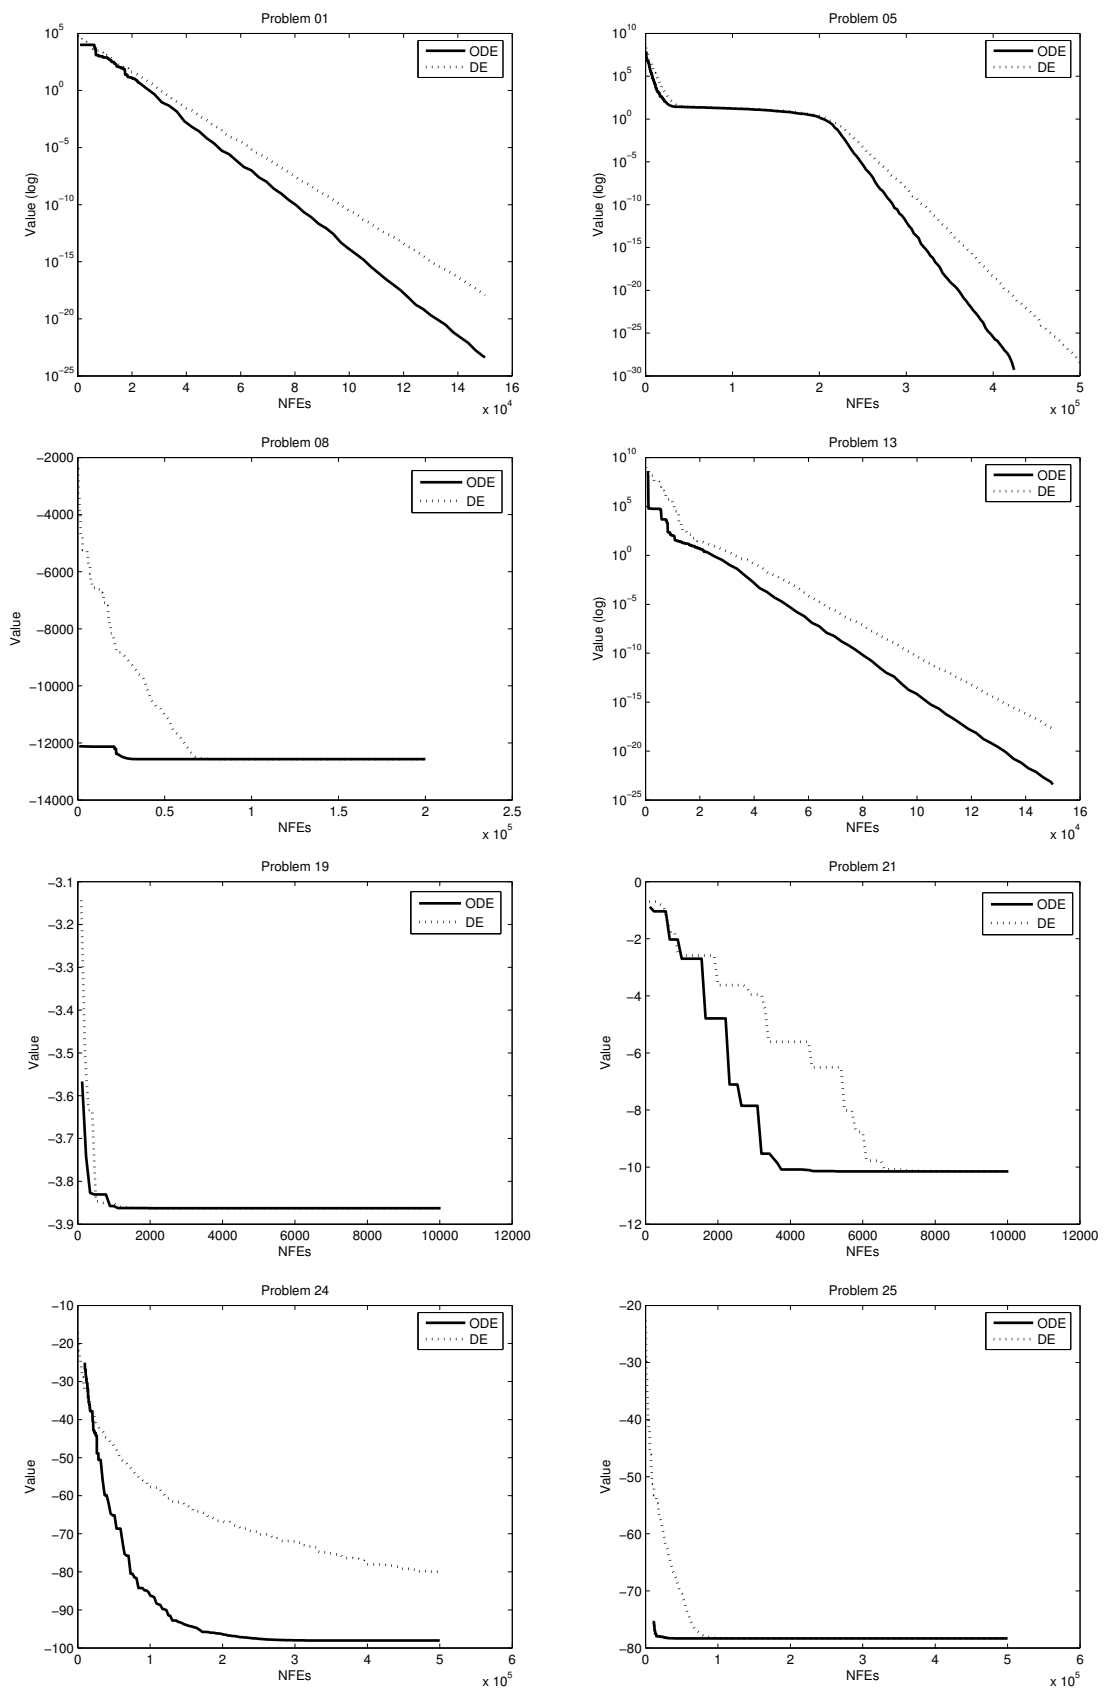 Problem 01
10^5
10^0
10^−5
10^−10
10^−15
10^−20
10^−25
Value (log)
ODE
DE
0 2 4 6 8 10 12 14 16
NFEs
x 10^4
Problem 05
10^10
10^5
10^0
10^−5
10^−10
10^−15
10^−20
10^−25
10^−30
Value (log)
ODE
DE
0 1 2 3 4 5
NFEs
x 10^5
Problem 08
−2000
−4000
−6000
−8000
−10000
−12000
−14000
Value
ODE
DE
0 0.5 1 1.5 2 2.5
NFEs
x 10^5
Problem 13
10^10
10^5
10^0
10^−5
10^−10
10^−15
10^−20
10^−25
Value (log)
ODE
DE
0 2 4 6 8 10 12 14 16
NFEs
x 10^4
Problem 19
−3.1
−3.2
−3.3
−3.4
−3.5
−3.6
−3.7
−3.8
−3.9
Value
ODE
DE
0 2000 4000 6000 8000 10000 12000
NFEs
Problem 21
0
−2
−4
−6
−8
−10
−12
Value
ODE
DE
0 2000 4000 6000 8000 10000 12000
NFEs
Problem 24
−10
−20
−30
−40
−50
−60
−70
−80
−90
−100
Value
ODE
DE
0 1 2 3 4 5 6
NFEs
x 10^5
Problem 25
−20
−30
−40
−50
−60
−70
−80
Value
ODE
DE
0 1 2 3 4 5 6
NFEs
x 10^5